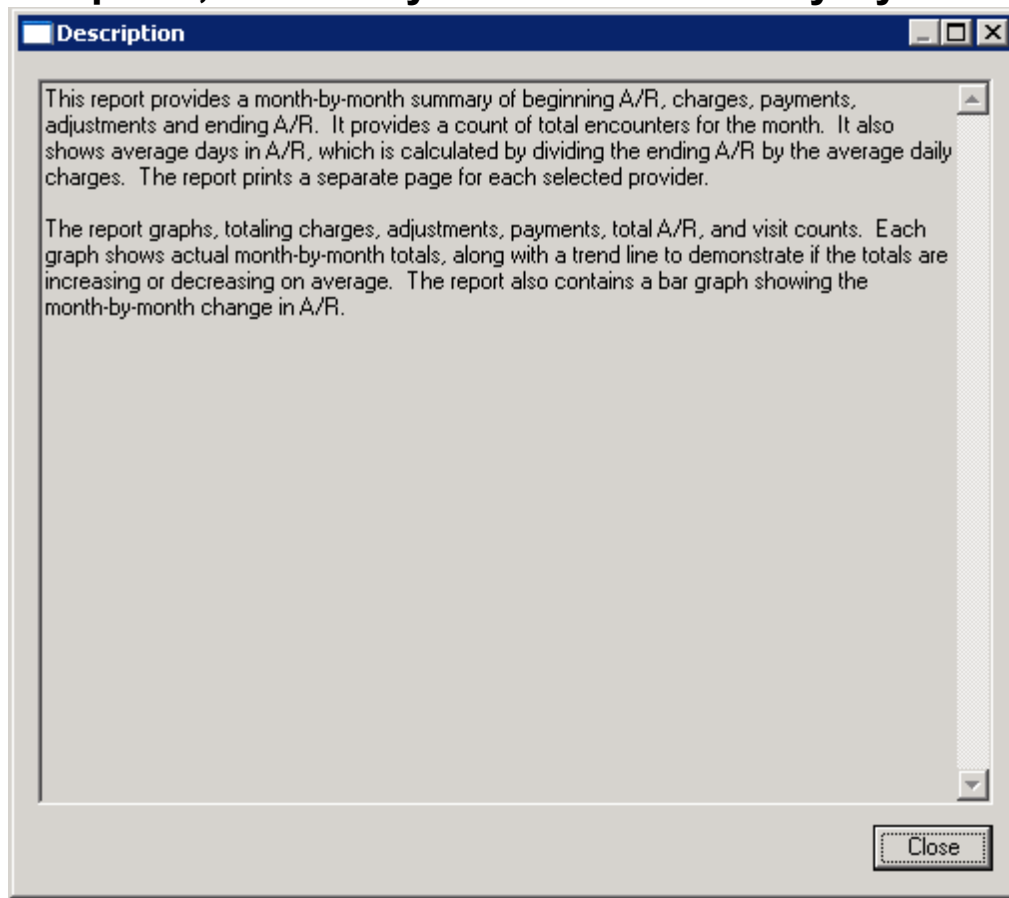 Description
This report provides a month-by-month summary of beginning A/R, charges, payments,
adjustments and ending A/R.  It provides a count of total encounters for the month.  It also
shows average days in A/R, which is calculated by dividing the ending A/R by the average daily
charges.  The report prints a separate page for each selected provider.
The report graphs, totaling charges, adjustments, payments, total A/R, and visit counts.  Each
graph shows actual month-by-month totals, along with a trend line to demonstrate if the totals are
increasing or decreasing on average.  The report also contains a bar graph showing the
month-by-month change in A/R.
Close